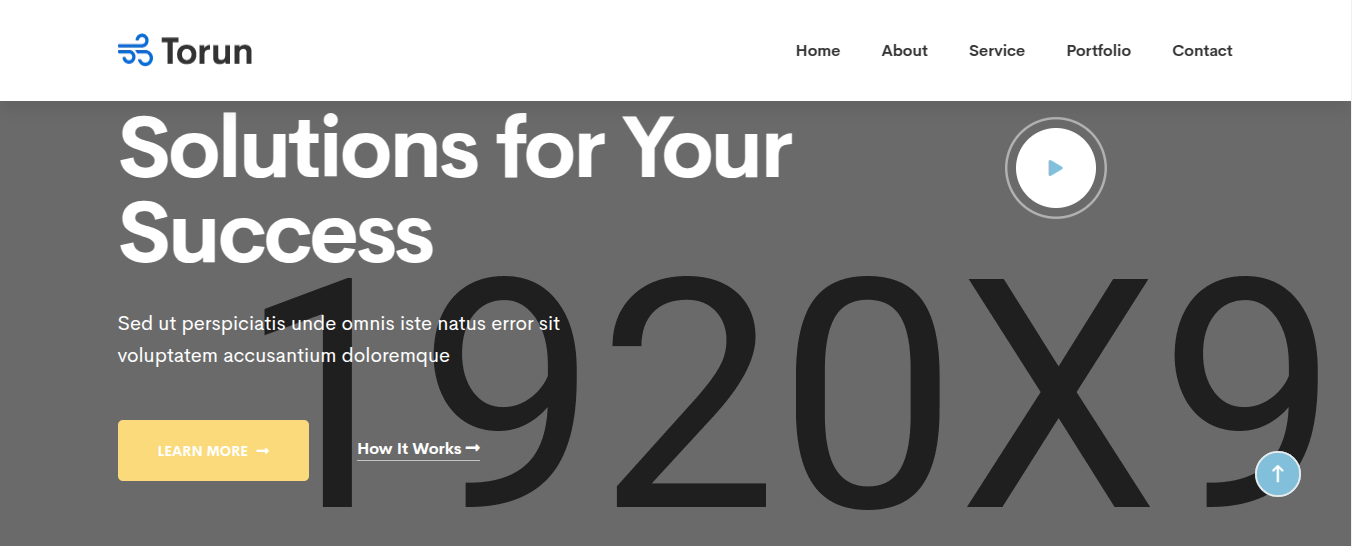 Torun
Home About Service Portfolio Contact
Solutions for Your
Success
1920X9
Sed ut perspiciatis unde omnis iste natus error sit
voluptatem accusantium doloremque
LEARN MORE →
How It Works →